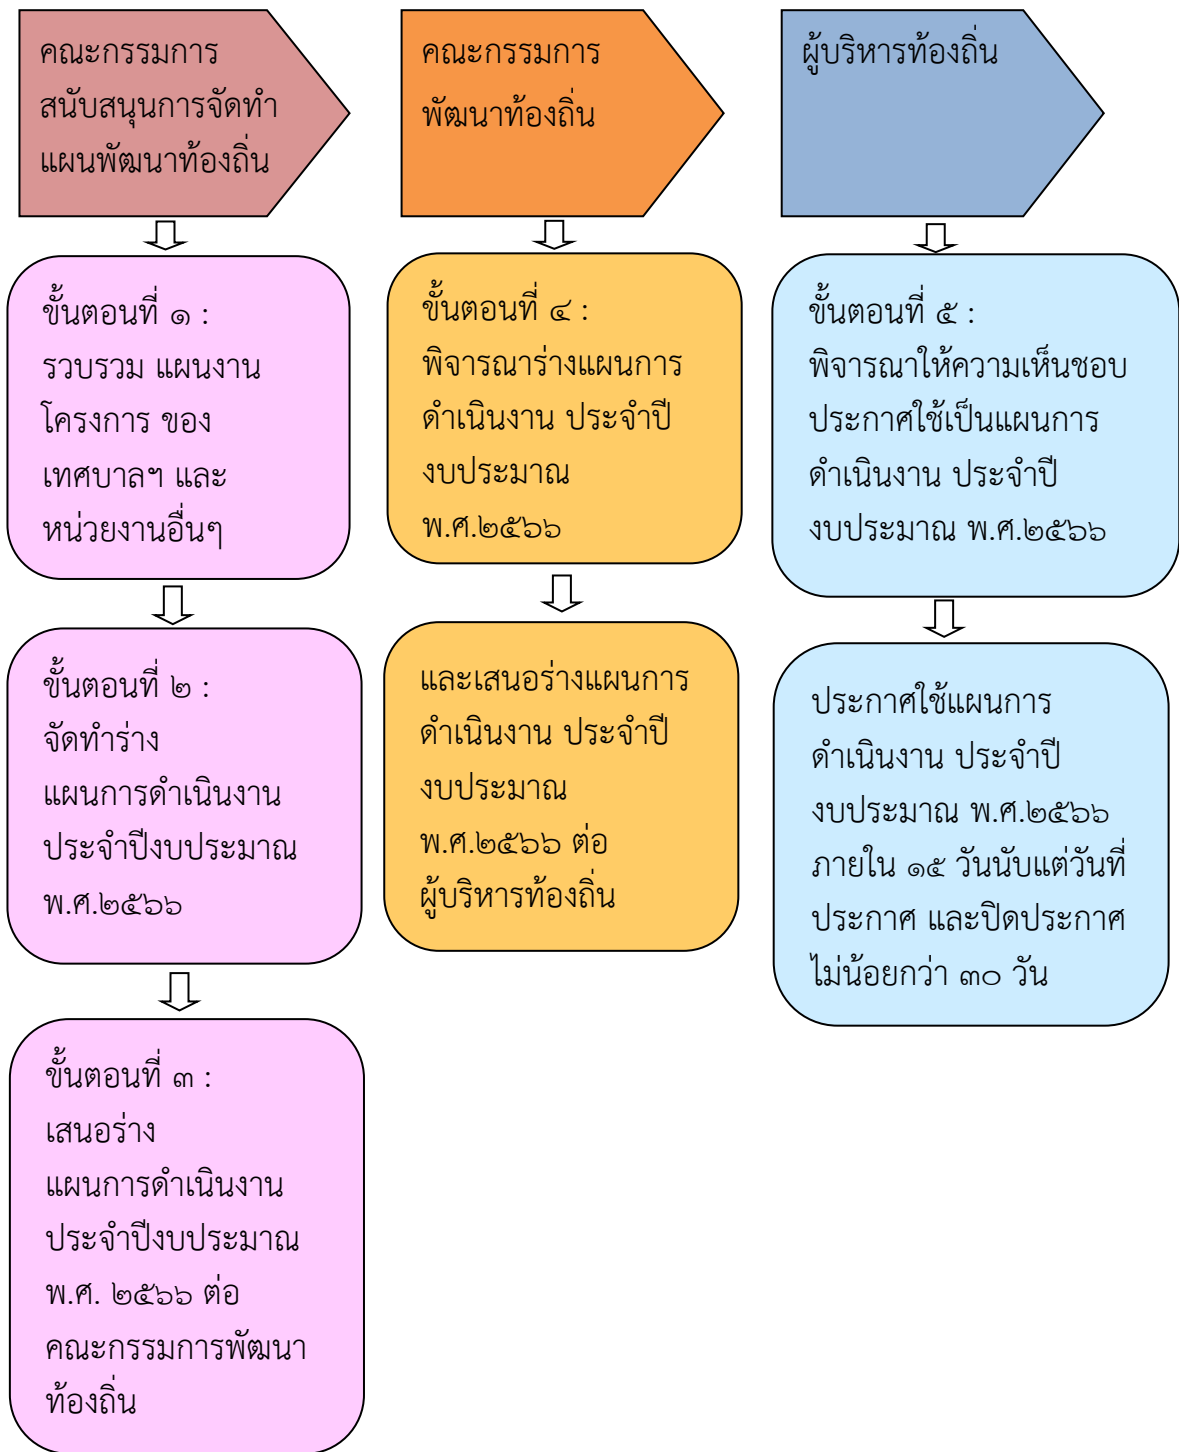 คณะกรรมการ
สนับสนุนการจัดทำ
แผนพัฒนาท้องถิ่น
ขั้นตอนที่ ๑ :
รวบรวม แผนงาน
โครงการ ของ
เทศบาลฯ และ
หน่วยงานอื่นๆ
ขั้นตอนที่ ๒ :
จัดทำร่าง
แผนการดำเนินงาน
ประจำปีงบประมาณ
พ.ศ.๒๕๖๖
ขั้นตอนที่ ๓ :
เสนอร่าง
แผนการดำเนินงาน
ประจำปีงบประมาณ
พ.ศ. ๒๕๖๖ ต่อ
คณะกรรมการพัฒนา
ท้องถิ่น
คณะกรรมการ
พัฒนาท้องถิ่น
ขั้นตอนที่ ๔ :
พิจารณาร่างแผนการ
ดำเนินงาน ประจำปี
งบประมาณ
พ.ศ.๒๕๖๖
และเสนอร่างแผนการ
ดำเนินงาน ประจำปี
งบประมาณ
พ.ศ.๒๕๖๖ ต่อ
ผู้บริหารท้องถิ่น
ผู้บริหารท้องถิ่น
ขั้นตอนที่ ๕ :
พิจารณาให้ความเห็นชอบ
ประกาศใช้เป็นแผนการ
ดำเนินงาน ประจำปี
งบประมาณ พ.ศ.๒๕๖๖
ประกาศใช้แผนการ
ดำเนินงาน ประจำปี
งบประมาณ พ.ศ.๒๕๖๖
ภายใน ๑๕ วันนับแต่วันที่
ประกาศ และปิดประกาศ
ไม่น้อยกว่า ๓๐ วัน